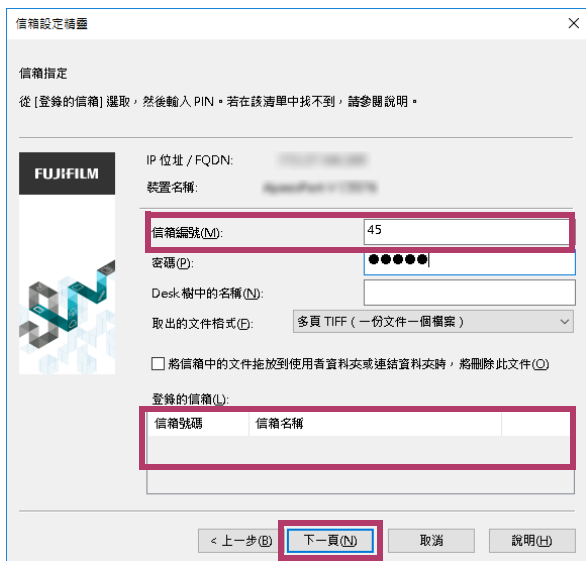 信箱設定精靈
信箱指定
從 [登錄的信箱] 選取，然後輸入 PIN。若在該清單中找不到，請參閱說明。
FUJIFILM
IP 位址 / FQDN:
裝置名稱:
信箱編號(M): 45
密碼(P): ●●●●●
Desk 樹中的名稱(N):
取出的文件格式(F): 多頁 TIFF（一份文件一個檔案）
將信箱中的文件拖放到使用者資料夾或連結資料夾時，將刪除此文件(O)
登錄的信箱(L):
信箱號碼 信箱名稱
< 上一步(B) 下一頁(N) 取消 說明(H)